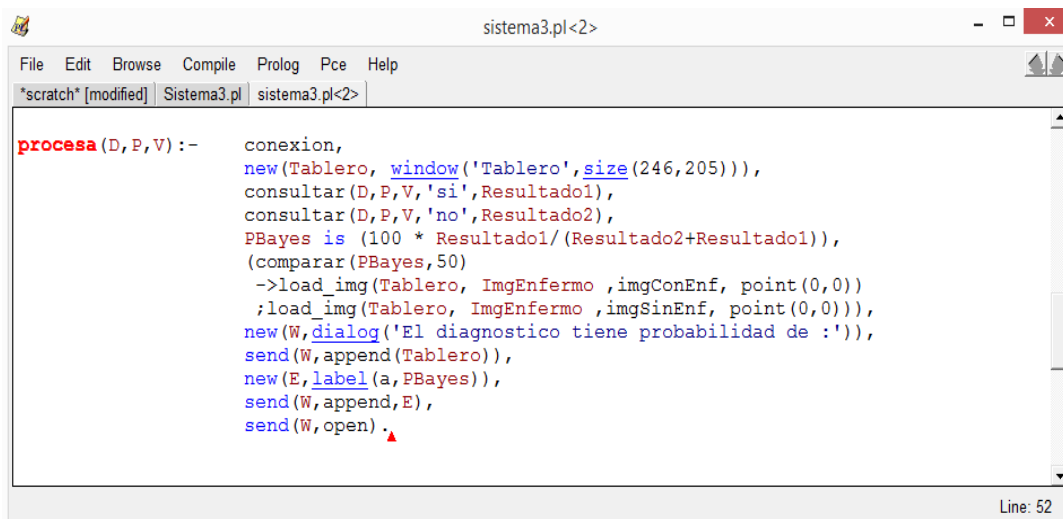 sistema3.pl<2>
File Edit Browse Compile Prolog Pce Help
*scratch* [modified] Sistema3.pl sistema3.pl<2>
procesa(D,P,V):- conexion,
new(Tablero, window('Tablero',size(246,205))),
consultar(D,P,V,'si',Resultado1),
consultar(D,P,V,'no',Resultado2),
PBayes is (100 * Resultado1/(Resultado2+Resultado1)),
(comparar(PBayes,50)
->load_img(Tablero, ImgEnfermo ,imgConEnf, point(0,0))
;load_img(Tablero, ImgEnfermo ,imgSinEnf, point(0,0))),
new(W,dialog('El diagnostico tiene probabilidad de :')),
send(W,append(Tablero)),
new(E,label(a,PBayes)),
send(W,append,E),
send(W,open).
Line: 52